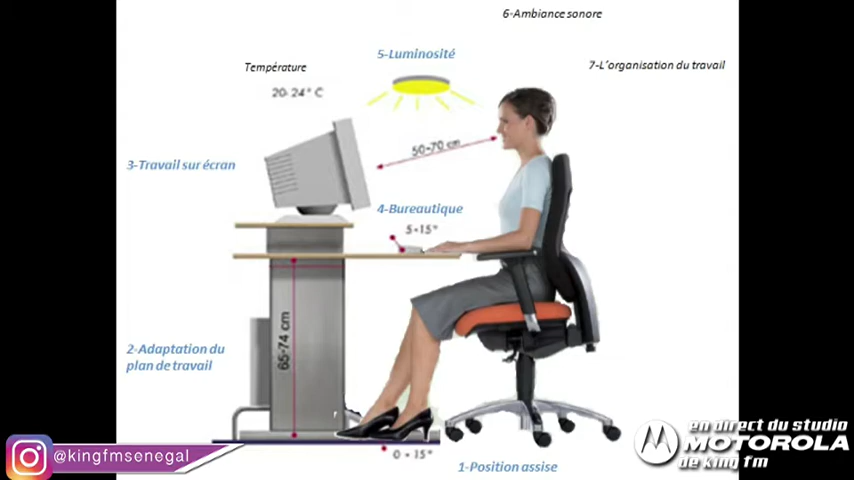 6-Ambiance sonore
5-Luminosité
Température
7-L'organisation du travail
20-24° C
50-70 cm
3-Travail sur écran
4-Bureautique
5-15°
65-74 cm
2-Adaptation du
plan de travail
en direct du studio
MOTOROLA
de king fm
@kingfmsenegal
0 = 15°
1-Position assise